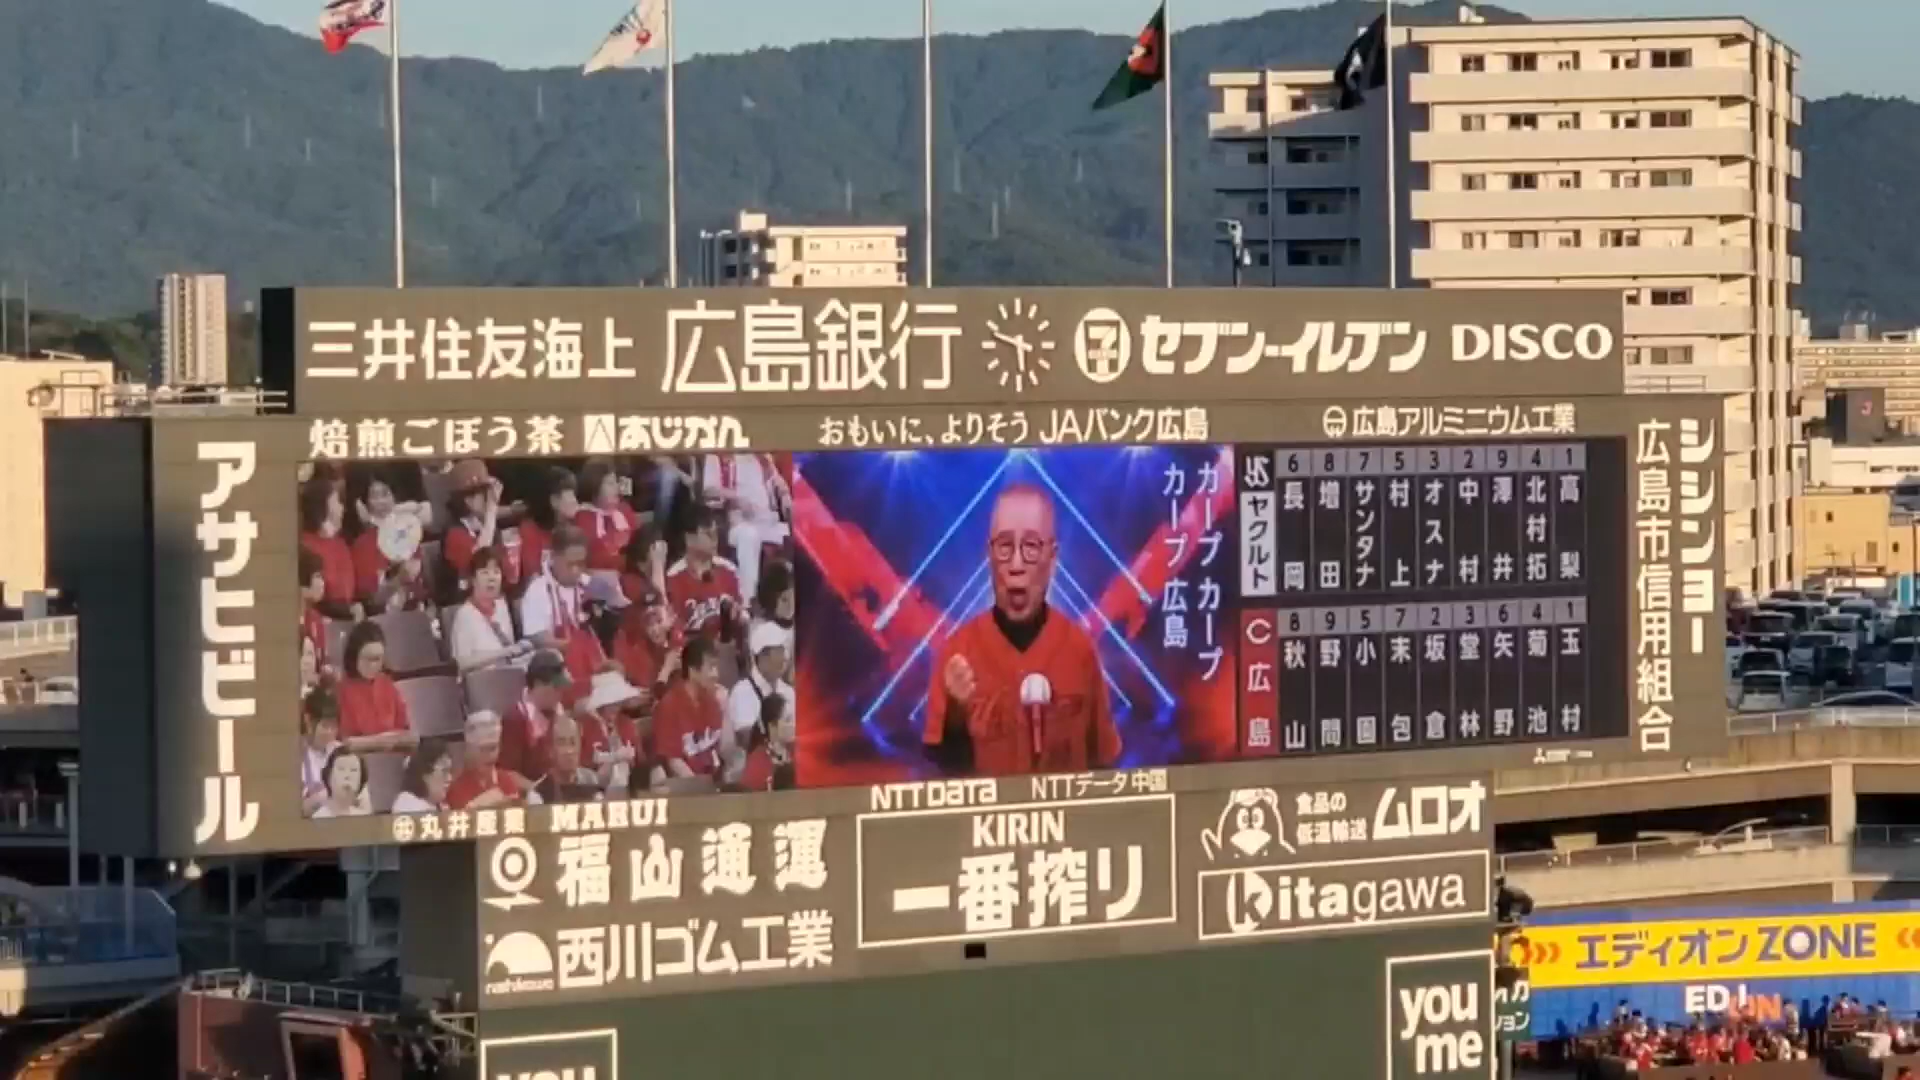 三井住友海上 広島銀行 7 セブン-イレブン DISCO
焙煎ごぼう茶 あじかん おもいに、よりそう JAバンク広島 広島アルミニウム工業
アサヒビール
カープカープ
カープ広島
YS ヤクルト
6 8 7 5 3 2 9 4 1
長岡 増田 サンタナ 村上 オスナ 中村 澤井 北村拓 高梨
C 広島
8 9 5 7 2 3 6 4 1
秋山 野間 小園 末包 坂倉 堂林 矢野 菊池 玉村
シシンヨー
広島市信用組合
丸井産業 MARUI NTT DATA NTTデータ中国
福山通運
KIRIN
一番搾り
食品の
低温輸送 ムロオ
kitagawa
nishikawa 西川ゴム工業
エディオン ZONE
EDION
you
me
you